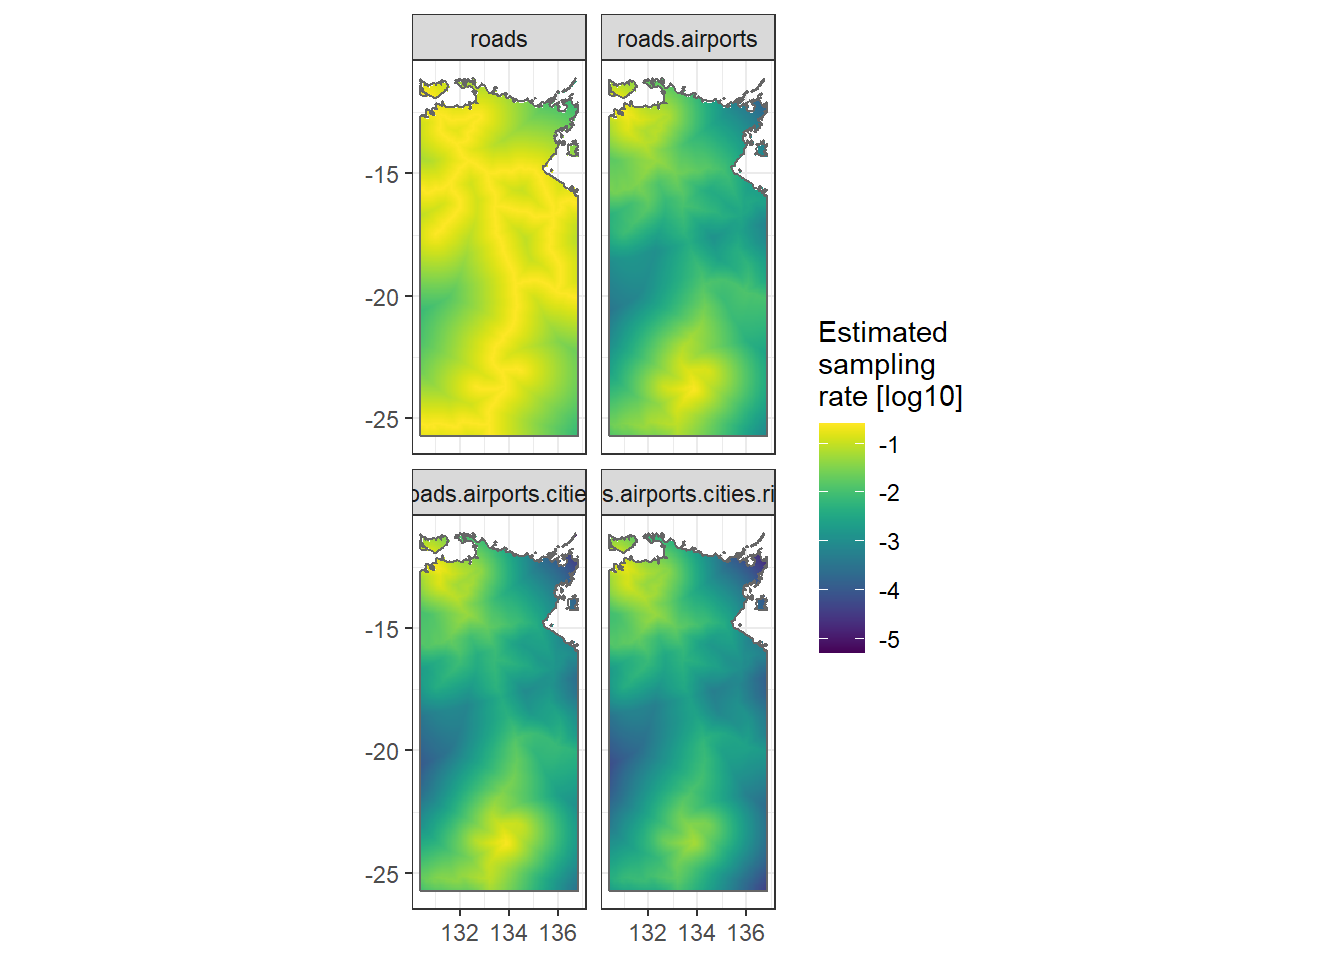 roads
roads.airports
-15
-20
-25
oads.airports.citie
s.airports.cities.ri
-15
-20
-25
132 134 136
132 134 136
Estimated
sampling
rate [log10]
-1
-2
-3
-4
-5